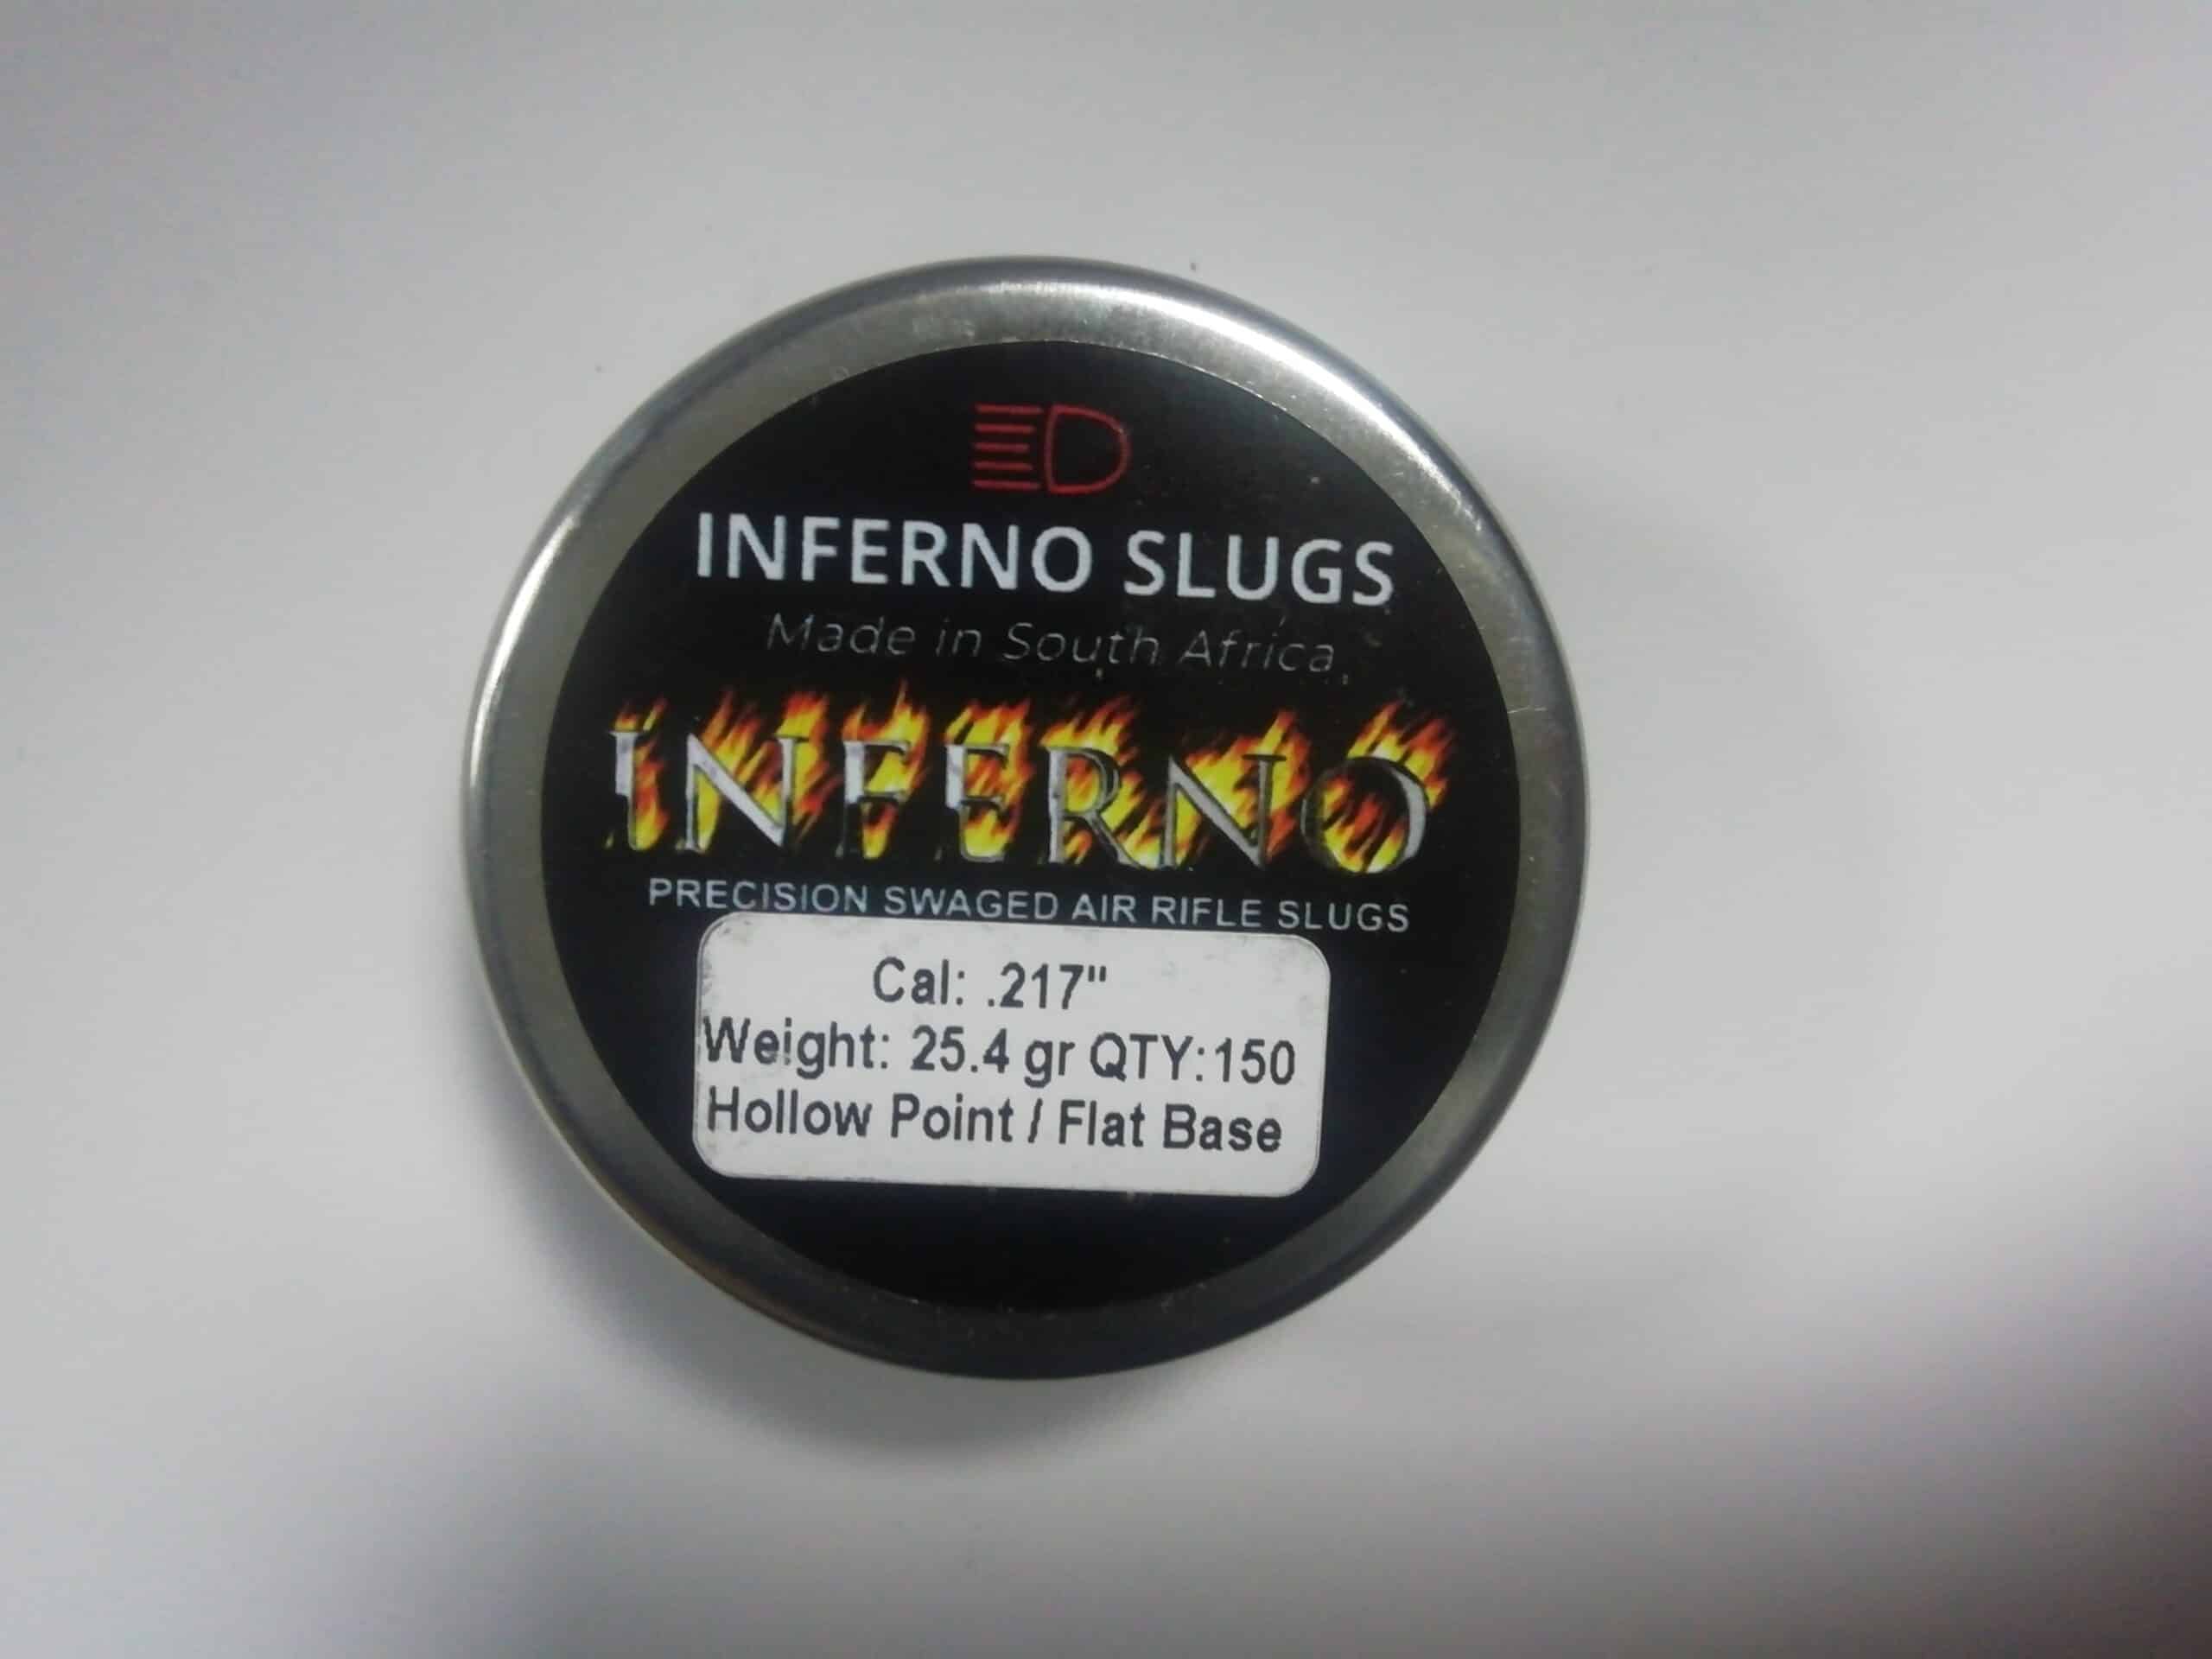 INFERNO SLUGS
Made in South Africa
INFERNO
PRECISION SWAGED AIR RIFLE SLUGS
Cal: .217"
Weight: 25.4 gr QTY:150
Hollow Point / Flat Base